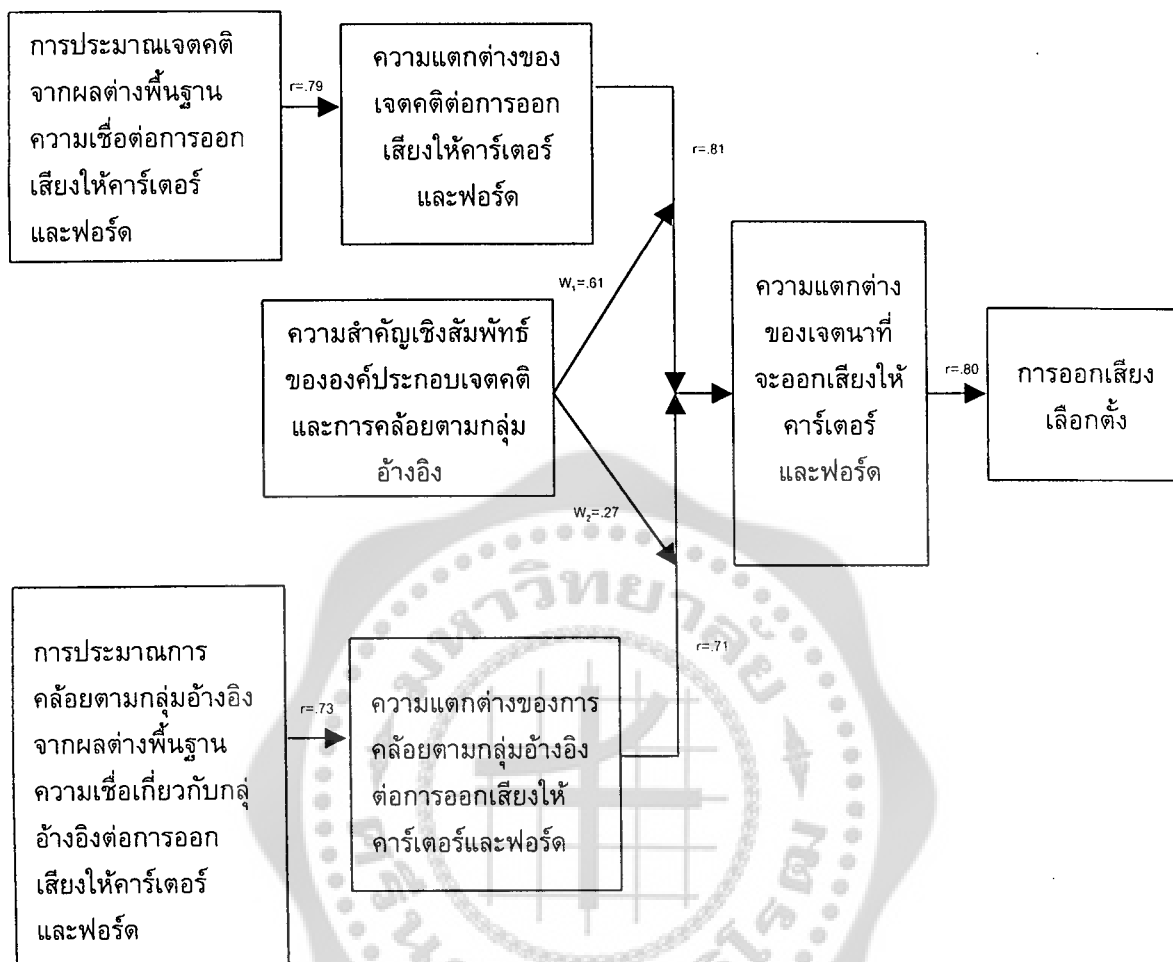 การประมาณเจตคติ
จากผลต่างพื้นฐาน
ความเชื่อต่อการออก
เสียงให้คาร์เตอร์
และฟอร์ด
r=.79
ความแตกต่างของ
เจตคติต่อการออก
เสียงให้คาร์เตอร์
และฟอร์ด
r=.81
W₁=.61
ความสำคัญเชิงสัมพัทธ์
ขององค์ประกอบเจตคติ
และการคล้อยตามกลุ่ม
อ้างอิง
W₂=.27
ความแตกต่าง
ของเจตนาที่
จะออกเสียงให้
คาร์เตอร์
และฟอร์ด
r=.80
การออกเสียง
เลือกตั้ง
การประมาณการ
คล้อยตามกลุ่มอ้างอิง
จากผลต่างพื้นฐาน
ความเชื่อเกี่ยวกับกลุ่
อ้างอิงต่อการออก
เสียงให้คาร์เตอร์
และฟอร์ด
r=.73
ความแตกต่างของการ
คล้อยตามกลุ่มอ้างอิง
ต่อการออกเสียงให้
คาร์เตอร์และฟอร์ด
r=.71
มหาวิทยาลัย